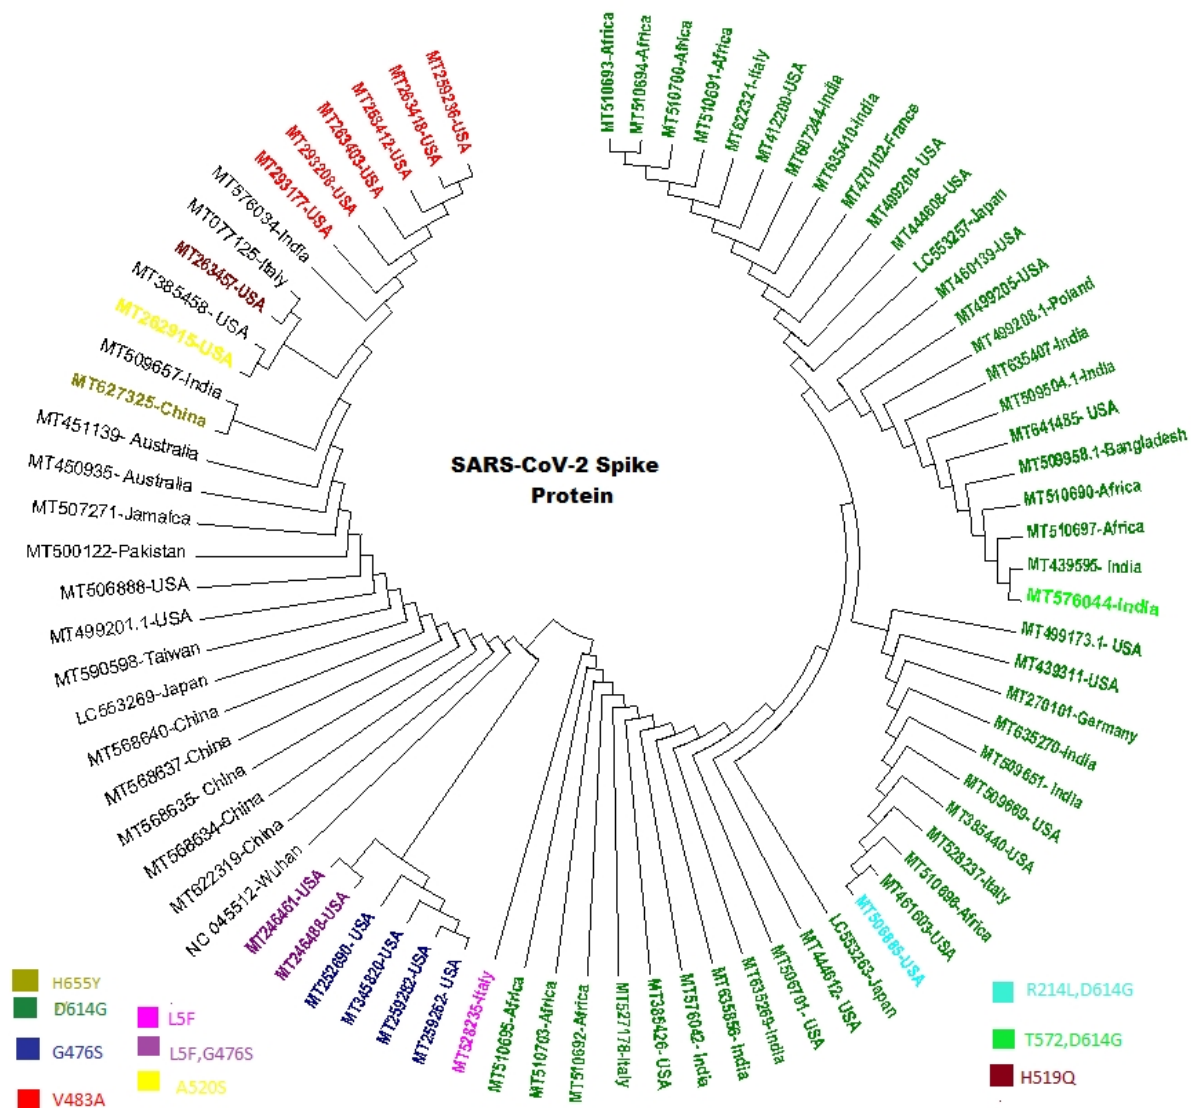 MT259236-USA
MT263418-USA
MT263412-USA
MT263403-USA
MT293208-USA
MT293177-USA
MT576034-India
MT077125-Italy
MT263457-USA
MT385458- USA
MT262915-USA
MT509657-India
MT627325-China
MT451139- Australia
MT450935- Australia
MT507271-Jamaica
MT500122-Pakistan
MT506888-USA
MT499201.1-USA
MT590598-Taiwan
LC553269-Japan
MT568640-China
MT568637-China
MT568635- China
MT568634-China
MT622319-China
NC 045512-Wuhan
MT246461-USA
MT246488-USA
MT252690- USA
MT345820-USA
MT259282-USA
MT259262- USA
MT528235-Italy
MT510695-Africa
MT510703-Africa
MT510692-Africa
MT527178-Italy
MT385426- USA
MT576042- India
MT635856- India
MT635269-India
MT506701- USA
MT444612- USA
LC553263-Japan
MT506885-USA
MT461603-USA
MT510698-Africa
MT528237-Italy
MT385440-USA
MT509669- USA
MT509651- India
MT635270-India
MT270101-Germany
MT439311-USA
MT499173.1- USA
MT576044-India
MT439595- India
MT510697-Africa
MT510690-Africa
MT509958.1-Bangladesh
MT641485- USA
MT509504.1-India
MT635407-India
MT499208.1-Poland
MT499205-USA
MT460139-USA
LC553257-Japan
MT444608-USA
MT499200- USA
MT470102-France
MT635410-India
MT607244-India
MT412200-USA
MT622321-Italy
MT510691-Africa
MT510700-Africa
MT510694-Africa
MT510693-Africa
SARS-CoV-2 Spike
Protein
H655Y
D614G
G476S
V483A
L5F
L5F,G476S
A520S
R214L,D614G
T572,D614G
H519Q